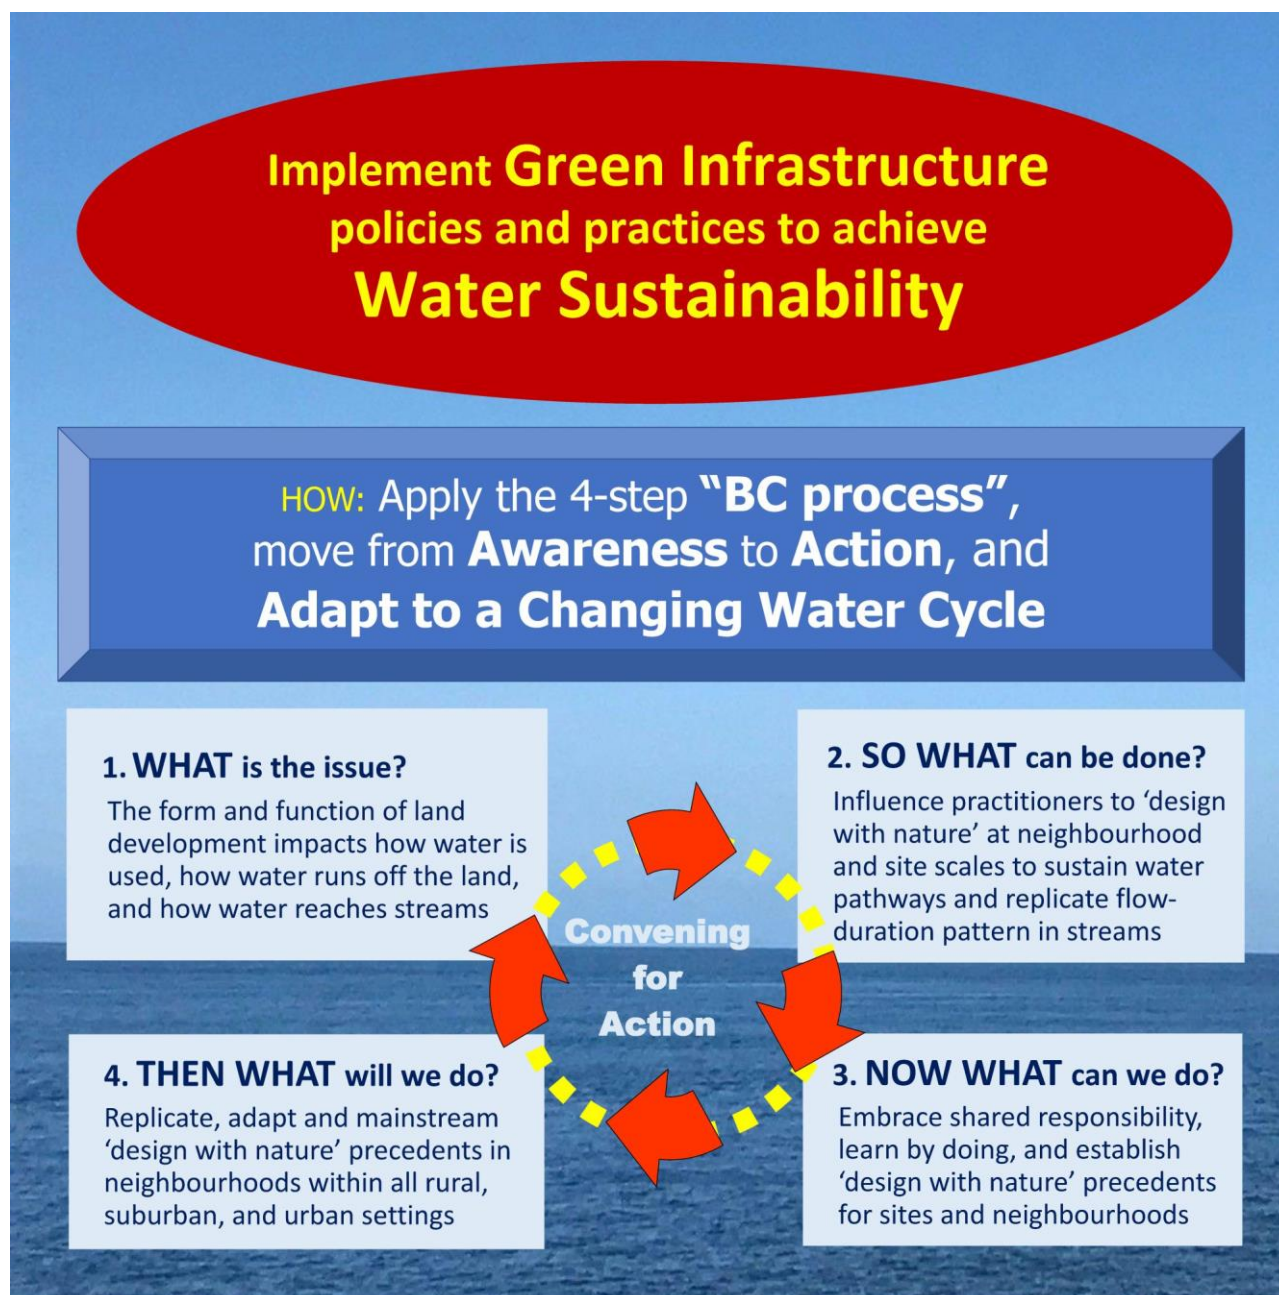 Implement Green Infrastructure
policies and practices to achieve
Water Sustainability
HOW: Apply the 4-step "BC process",
move from Awareness to Action, and
Adapt to a Changing Water Cycle
1. WHAT is the issue?
The form and function of land
development impacts how water is
used, how water runs off the land,
and how water reaches streams
2. SO WHAT can be done?
Influence practitioners to ‘design
with nature’ at neighbourhood
and site scales to sustain water
pathways and replicate flow-
duration pattern in streams
Convening
for
Action
3. NOW WHAT can we do?
Embrace shared responsibility,
learn by doing, and establish
‘design with nature’ precedents
for sites and neighbourhoods
4. THEN WHAT will we do?
Replicate, adapt and mainstream
‘design with nature’ precedents in
neighbourhoods within all rural,
suburban, and urban settings